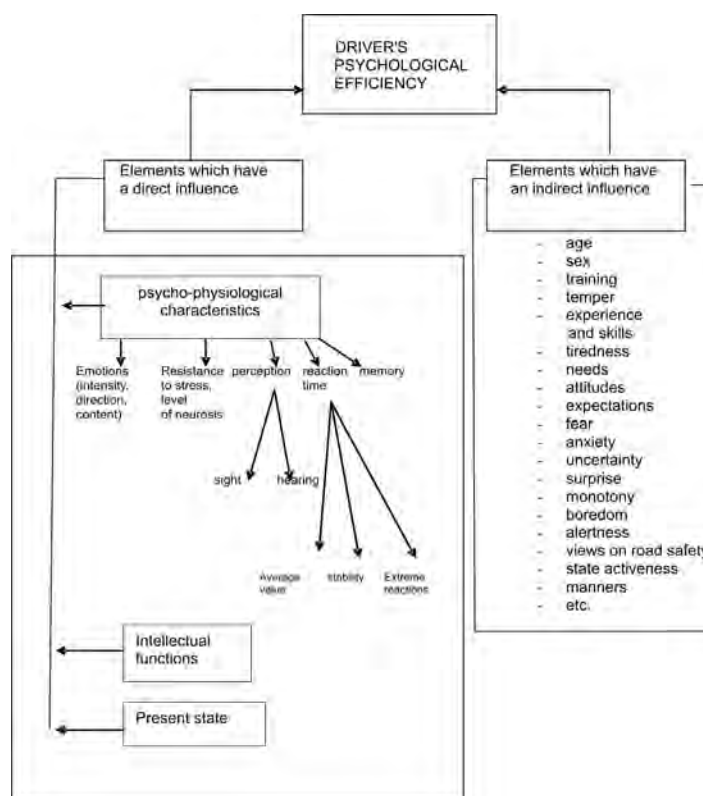 DRIVER'S
PSYCHOLOGICAL
EFFICIENCY
Elements which have
a direct influence
Elements which have
an indirect influence
psycho-physiological
characteristics
Emotions
(intensity,
direction,
content)
Resistance
to stress,
level
of neurosis
perception
reaction
time
memory
sight
hearing
Average
value
stability
Extreme
reactions
Intellectual
functions
Present state
- age
- sex
- training
- temper
- experience
and skills
- tiredness
- needs
- attitudes
- expectations
- fear
- anxiety
- uncertainty
- surprise
- monotony
- boredom
- alertness
- views on road safety
- state activeness
- manners
- etc.